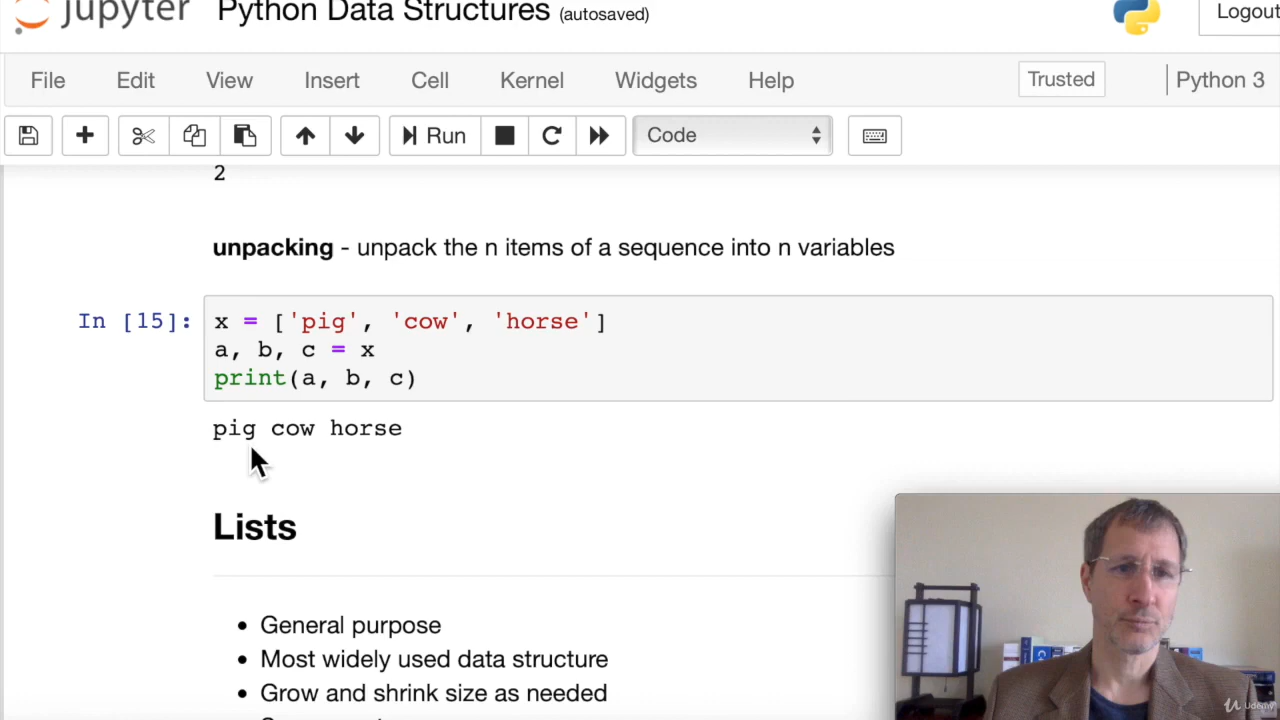 jupyter Python Data Structures (autosaved)
Logout
File Edit View Insert Cell Kernel Widgets Help Trusted Python 3
Run Code
2
unpacking - unpack the n items of a sequence into n variables
In [15]: x = ['pig', 'cow', 'horse']
a, b, c = x
print(a, b, c)
pig cow horse
Lists
• General purpose
• Most widely used data structure
• Grow and shrink size as needed
Udemy